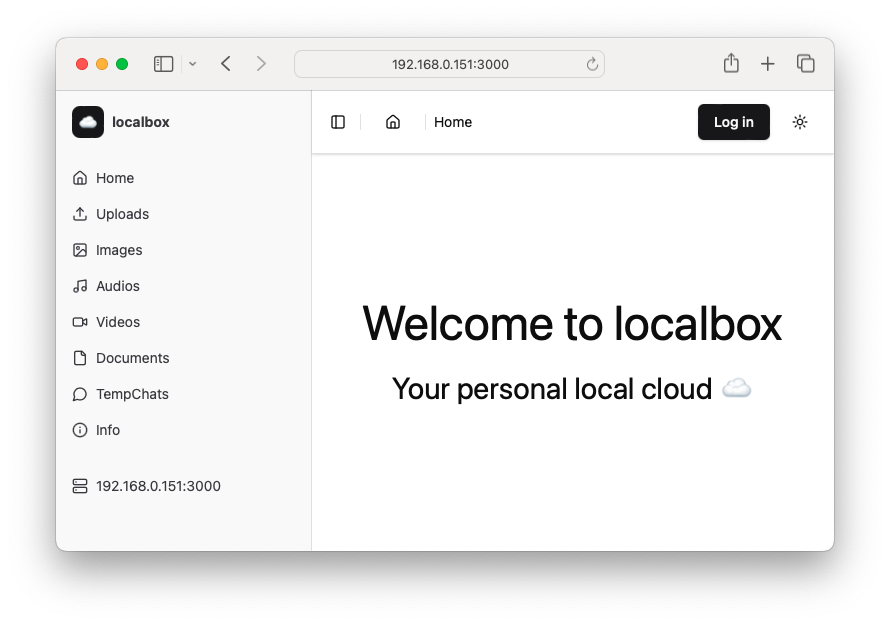 192.168.0.151:3000
localbox
Home
Log in
Home
Uploads
Images
Audios
Videos
Documents
TempChats
Info
192.168.0.151:3000
Welcome to localbox
Your personal local cloud ☁️